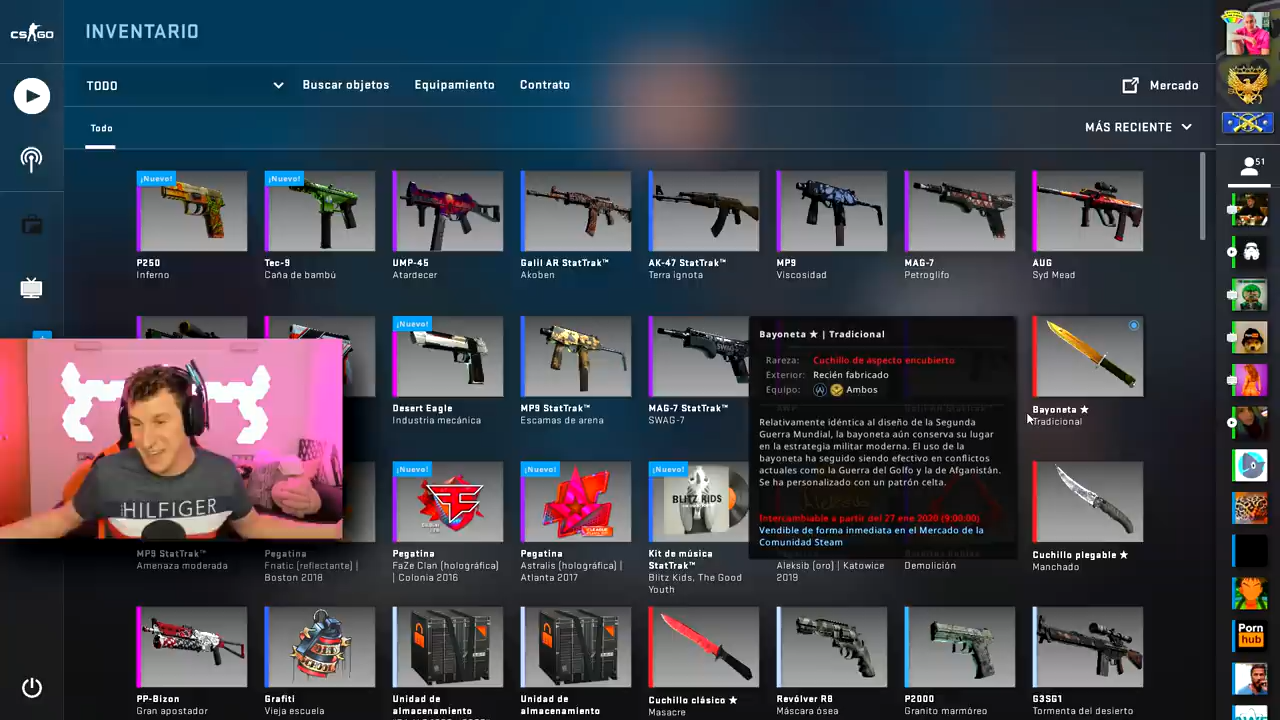 CS:GO
INVENTARIO
TODO
Buscar objetos
Equipamiento
Contrato
Mercado
Todo
MÁS RECIENTE
51
¡Nuevo!
¡Nuevo!
P250
Inferno
Tec-9
Caña de bambú
UMP-45
Atardecer
Galil AR StatTrak™
Akoben
AK-47 StatTrak™
Terra ignota
MP9
Viscosidad
MAG-7
Petroglifo
AUG
Syd Mead
¡Nuevo!
Desert Eagle
Industria mecánica
MP9 StatTrak™
Escamas de arena
MAG-7 StatTrak™
SWAG-7
Bayoneta ★
Tradicional
Bayoneta ★ | Tradicional
Rareza: Cuchillo de aspecto encubierto
Exterior: Recién fabricado
Equipo: Ambos
Relativamente idéntica al diseño de la Segunda
Guerra Mundial, la bayoneta aún conserva su lugar
en la estrategia militar moderna. El uso de la
bayoneta ha seguido siendo efectivo en conflictos
actuales como la Guerra del Golfo y la de Afganistán.
Se ha personalizado con un patrón celta.
Intercambiable a partir del 27 ene 2020 (9:00:00)
Vendible de forma inmediata en el Mercado de la
Comunidad Steam
HILFIGER
¡Nuevo!
¡Nuevo!
¡Nuevo!
BLITZ KIDS
MP9 StatTrak™
Amenaza moderada
Pegatina
Fnatic (reflectante) |
Boston 2018
Pegatina
FaZe Clan (holográfica)
| Colonia 2016
Pegatina
Astralis (holográfica) |
Atlanta 2017
Kit de música
StatTrak™
Blitz Kids, The Good
Youth
Aleksib (oro) | Katowice
2019
Demolición
Cuchillo plegable ★
Manchado
PP-Bizon
Gran apostador
Grafiti
Vieja escuela
Unidad de
almacenamiento
Unidad de
almacenamiento
Cuchillo clásico ★
Masacre
Revólver R8
Máscara ósea
P2000
Granito marmóreo
G3SG1
Tormenta del desierto
Porn
hub